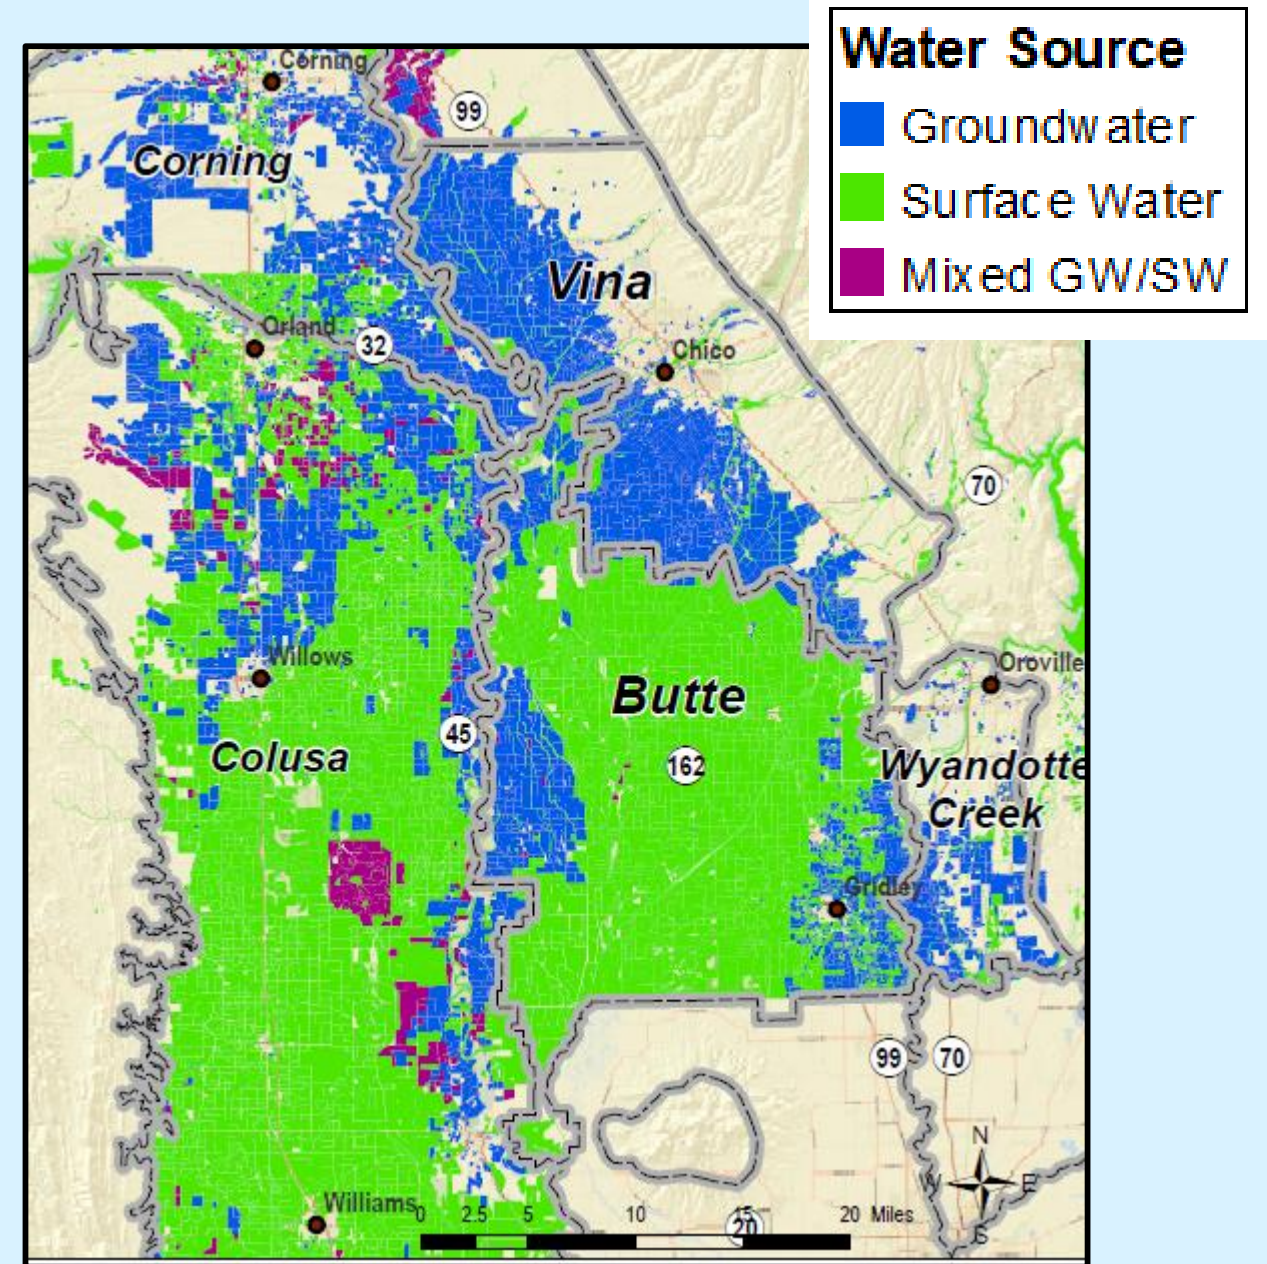 Water Source
Groundwater
Surface Water
Mixed GW/SW
Corning
99
Corning
Vina
Orland
32
Chico
70
Willows
Oroville
Butte
45
Colusa
162
Wyandotte
Creek
Gridley
99
70
N
W E
S
Williams
0 2.5 5 10 15 20 Miles
20